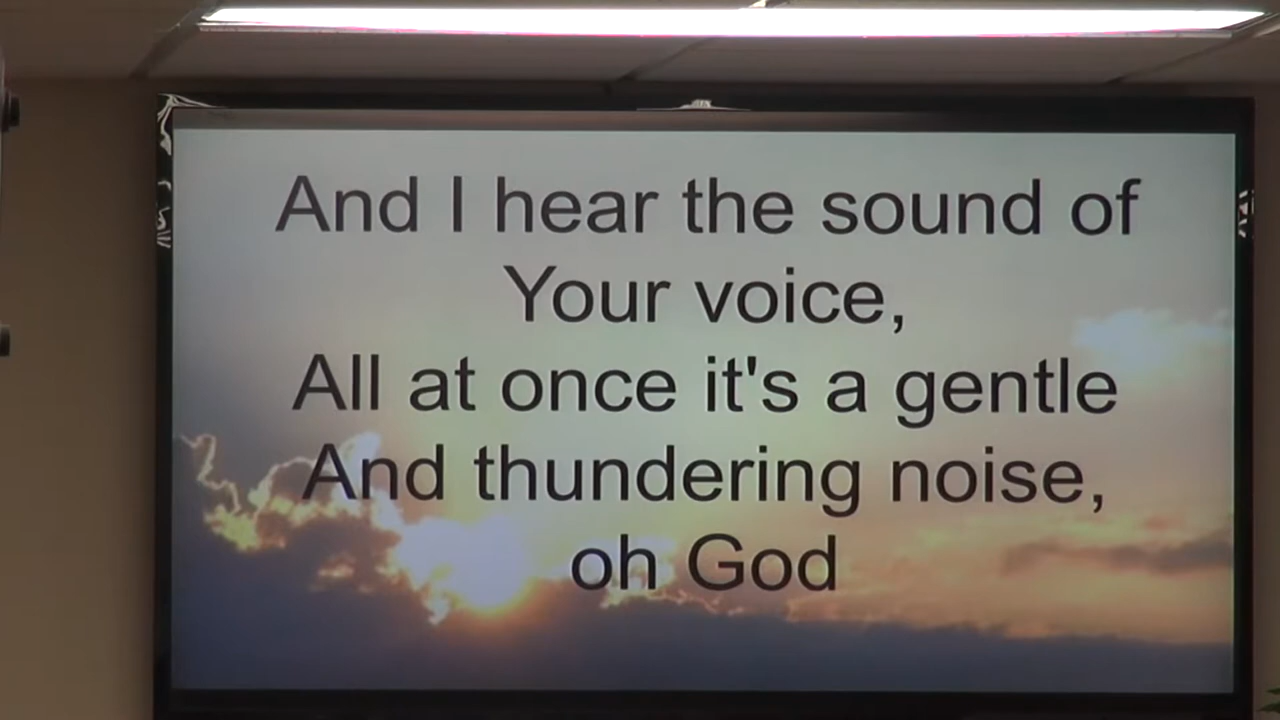 And I hear the sound of
Your voice,
All at once it's a gentle
And thundering noise,
oh God